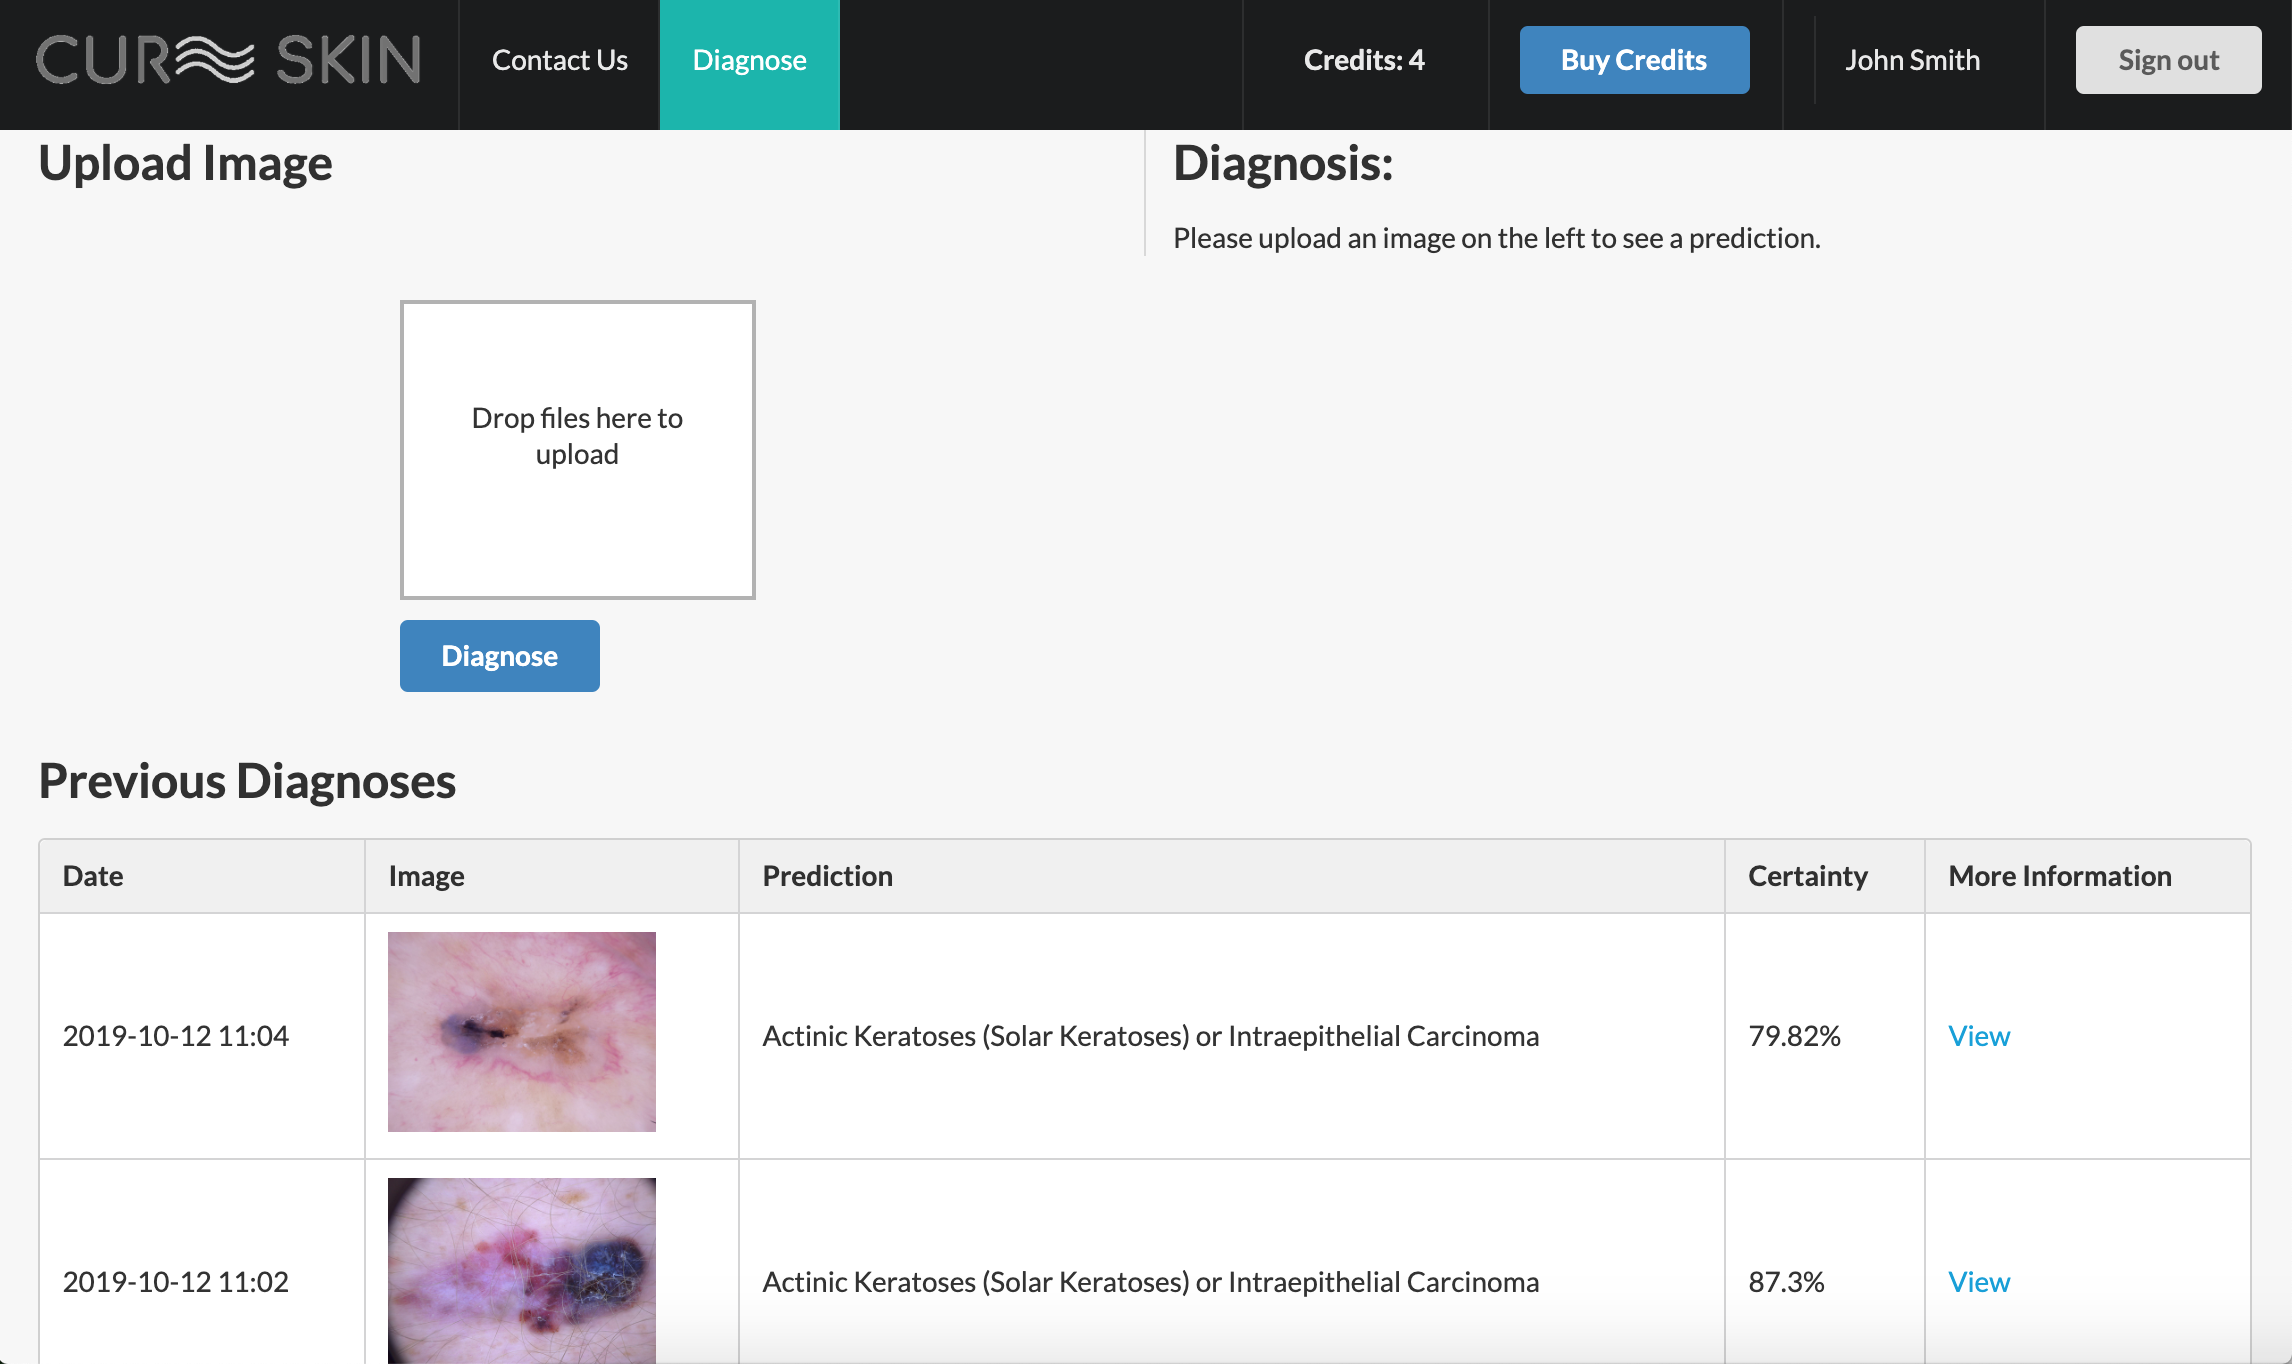 CUR SKIN
Contact Us
Diagnose
Credits: 4
Buy Credits
John Smith
Sign out
Upload Image
Diagnosis:
Please upload an image on the left to see a prediction.
Drop files here to
upload
Diagnose
Previous Diagnoses
Date Image Prediction Certainty More Information
2019-10-12 11:04 Actinic Keratoses (Solar Keratoses) or Intraepithelial Carcinoma 79.82% View
2019-10-12 11:02 Actinic Keratoses (Solar Keratoses) or Intraepithelial Carcinoma 87.3% View